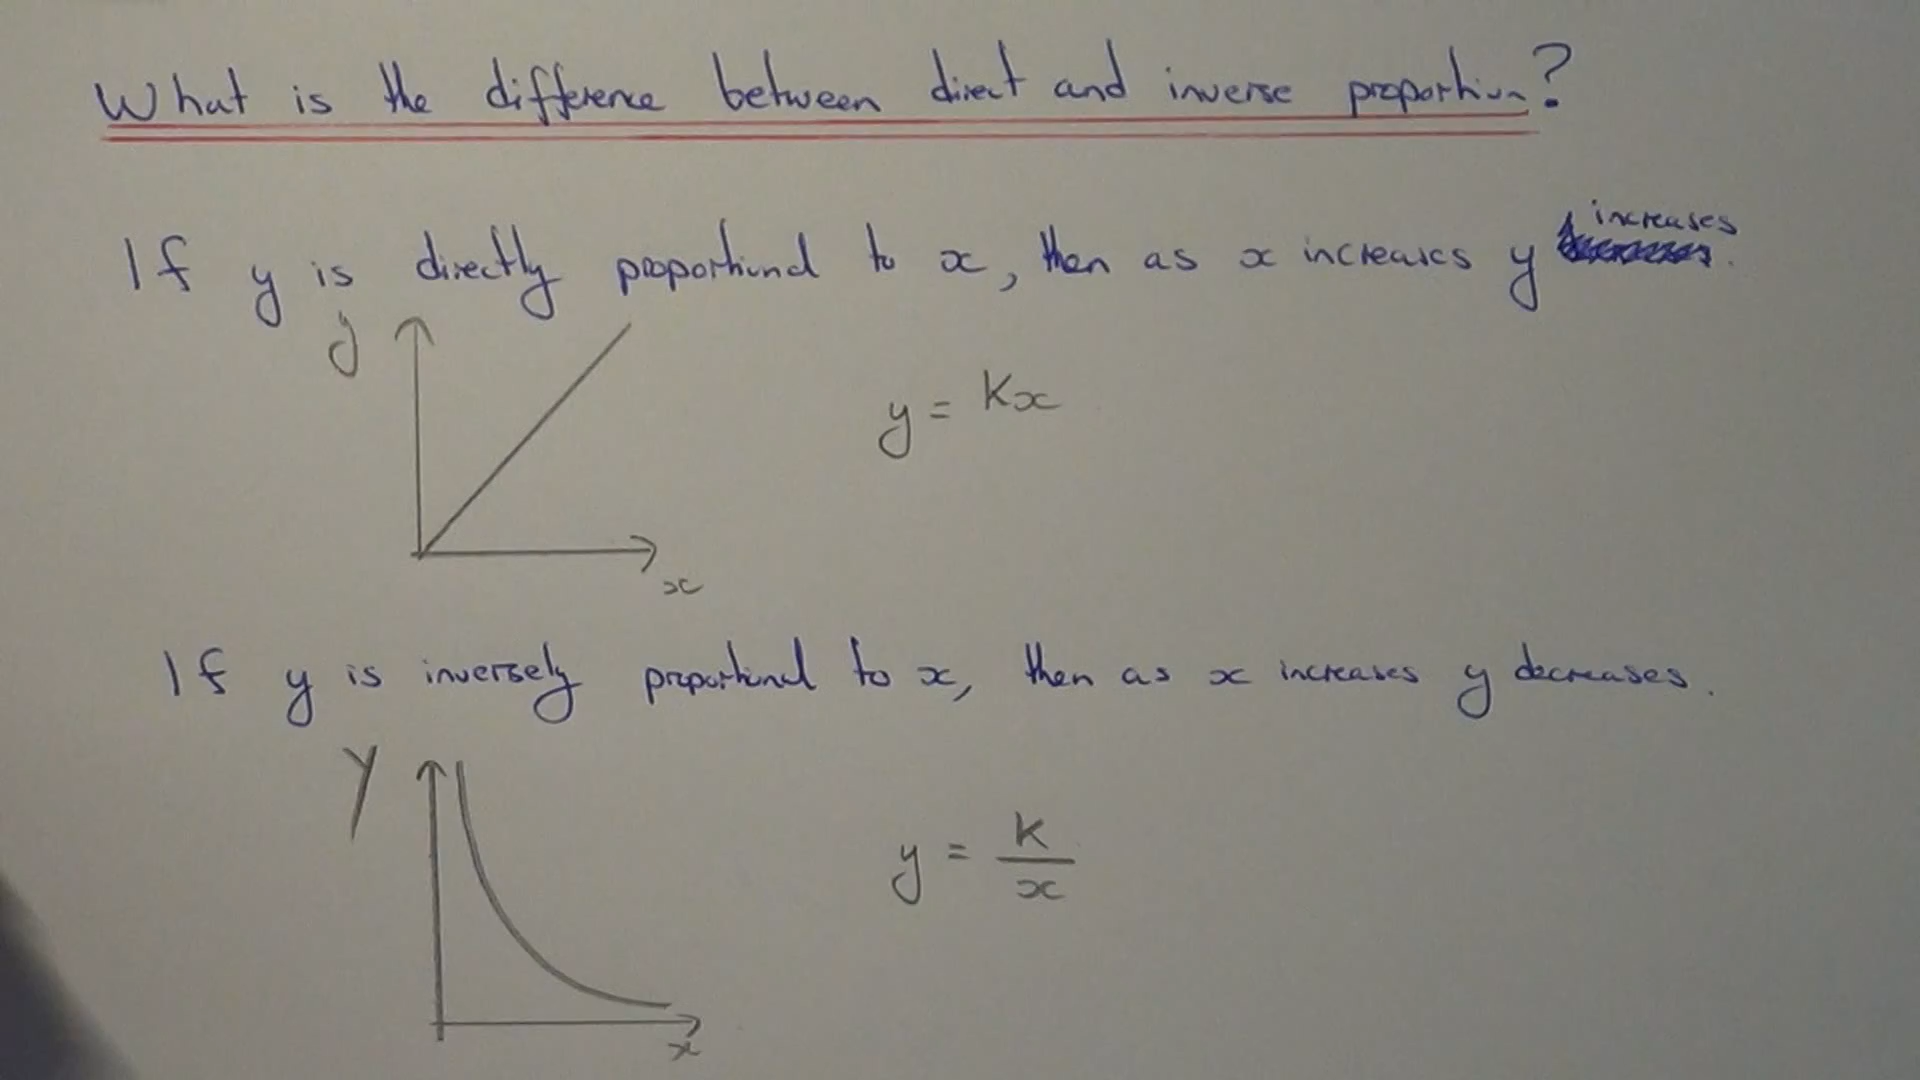 What is the difference between direct and inverse proportion?
increases
If y is directly proportional to x, then as x increases y .
y
y = kx
x
If y is inversely proportional to x, then as x increases y decreases.
y
y = k/x
x